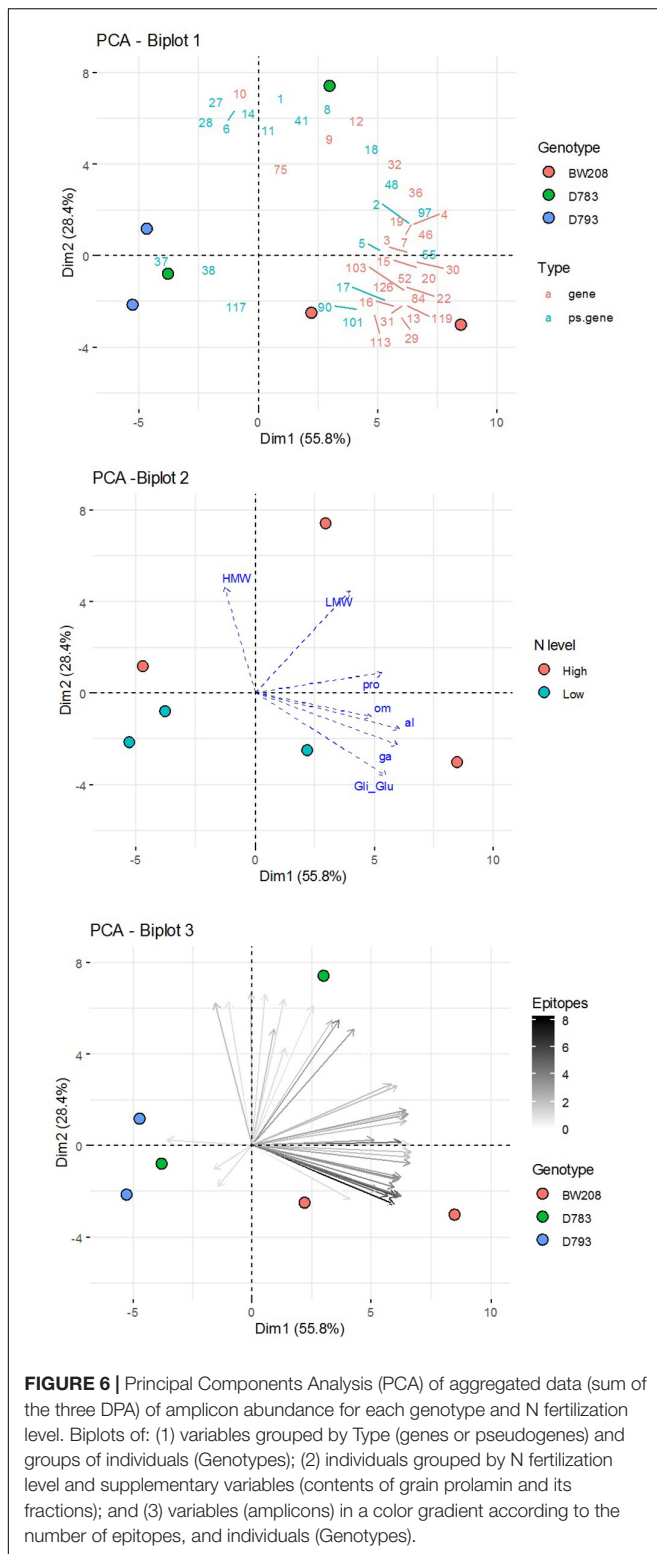 PCA - Biplot 1
8
10
27
1
8
14
28
6
41
12
11
9
18
4
75
32
48
36
2
97
4
19
7
46
3
5
55
0
37
38
15
30
103
52
20
126
17
84
22
117
90
16
31
13
119
101
113
29
-4
-5
0
5
10
Dim1 (55.8%)
Dim2 (28.4%)
Genotype
BW208
D783
D793
Type
a gene
a ps.gene
PCA -Biplot 2
8
HMW
4
LMW
pro
0
om
al
ga
-4
Gli_Glu
-5
0
5
10
Dim1 (55.8%)
Dim2 (28.4%)
N level
High
Low
PCA - Biplot 3
8
4
0
-4
-5
0
5
10
Dim1 (55.8%)
Dim2 (28.4%)
Epitopes
8
6
4
2
0
Genotype
BW208
D783
D793
FIGURE 6 | Principal Components Analysis (PCA) of aggregated data (sum of
the three DPA) of amplicon abundance for each genotype and N fertilization
level. Biplots of: (1) variables grouped by Type (genes or pseudogenes) and
groups of individuals (Genotypes); (2) individuals grouped by N fertilization
level and supplementary variables (contents of grain prolamin and its
fractions); and (3) variables (amplicons) in a color gradient according to the
number of epitopes, and individuals (Genotypes).